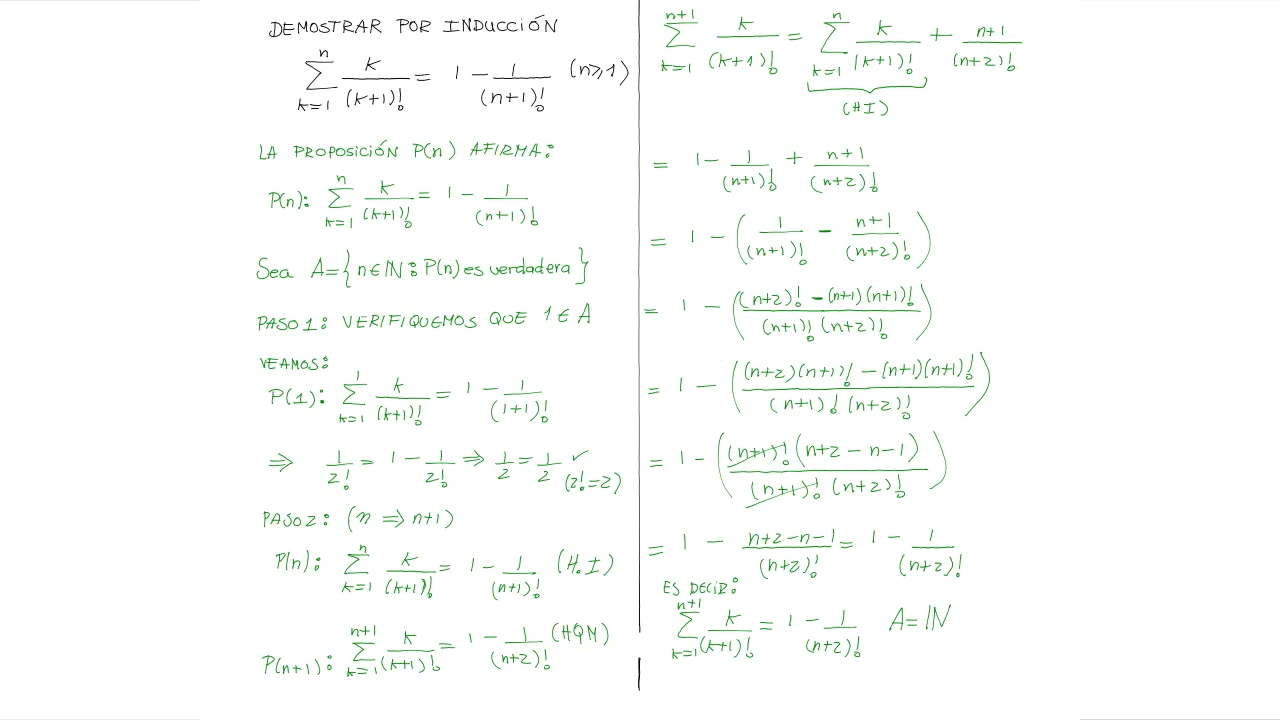 DEMOSTRAR POR INDUCCIÓN
∑_{k=1}^{n} k/(k+1)! = 1 - 1/(n+1)! (n≥1)
LA PROPOSICIÓN P(n) AFIRMA:
P(n): ∑_{k=1}^{n} k/(k+1)! = 1 - 1/(n+1)!
Sea A={n∈ℕ: P(n) es verdadera}
PASO 1: VERIFIQUEMOS QUE 1∈A
VEAMOS:
P(1): ∑_{k=1}^{1} k/(k+1)! = 1 - 1/(1+1)!
⇒ 1/2! = 1 - 1/2! ⇒ 1/2 = 1/2 ✓ (2!=2)
PASO 2: (n ⇒ n+1)
P(n): ∑_{k=1}^{n} k/(k+1)! = 1 - 1/(n+1)! (H.I)
P(n+1): ∑_{k=1}^{n+1} k/(k+1)! = 1 - 1/(n+2)! (HQM)
∑_{k=1}^{n+1} k/(k+1)! = ∑_{k=1}^{n} k/(k+1)! + n+1/(n+2)!
(HI)
= 1 - 1/(n+1)! + n+1/(n+2)!
= 1 - (1/(n+1)! - n+1/(n+2)!)
= 1 - ((n+2)! - (n+1)(n+1)!/(n+1)!(n+2)!)
= 1 - ((n+2)(n+1)! - (n+1)(n+1)!/(n+1)!(n+2)!)
= 1 - ((n+1)!(n+2-n-1)/(n+1)!(n+2)!)
= 1 - n+2-n-1/(n+2)! = 1 - 1/(n+2)!
ES DECIR:
∑_{k=1}^{n+1} k/(k+1)! = 1 - 1/(n+2)! A=ℕ